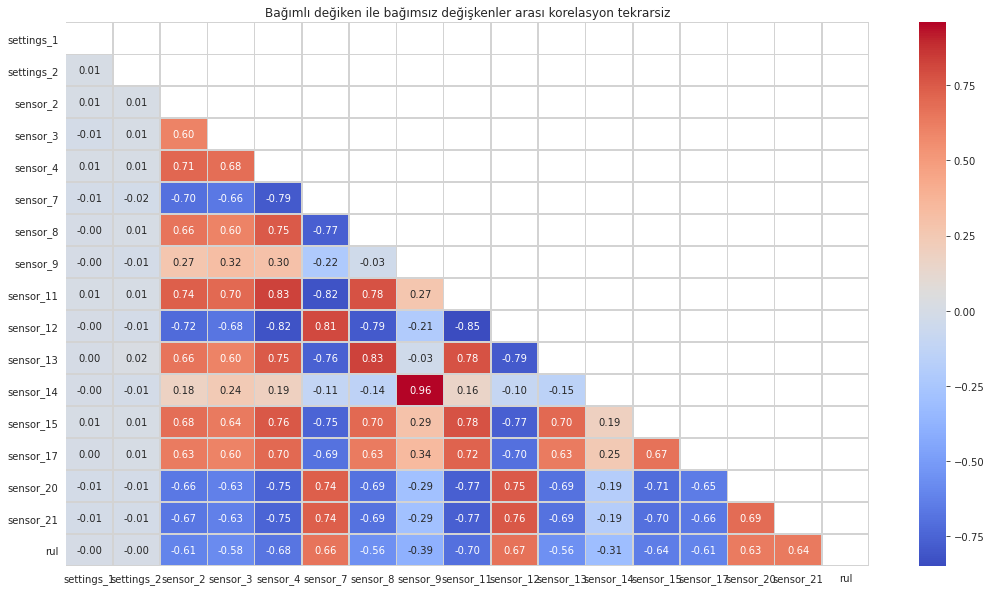 Bağımlı değiken ile bağımsız değişkenler arası korelasyon tekrarsiz
settings_1
settings_2 0.01
sensor_2 0.01 0.01
sensor_3 -0.01 0.01 0.60
sensor_4 0.01 0.01 0.71 0.68
sensor_7 -0.01 -0.02 -0.70 -0.66 -0.79
sensor_8 -0.00 0.01 0.66 0.60 0.75 -0.77
sensor_9 -0.00 -0.01 0.27 0.32 0.30 -0.22 -0.03
sensor_11 0.01 0.01 0.74 0.70 0.83 -0.82 0.78 0.27
sensor_12 -0.00 -0.01 -0.72 -0.68 -0.82 0.81 -0.79 -0.21 -0.85
sensor_13 0.00 0.02 0.66 0.60 0.75 -0.76 0.83 -0.03 0.78 -0.79
sensor_14 -0.00 -0.01 0.18 0.24 0.19 -0.11 -0.14 0.96 0.16 -0.10 -0.15
sensor_15 0.01 0.01 0.68 0.64 0.76 -0.75 0.70 0.29 0.78 -0.77 0.70 0.19
sensor_17 0.00 0.01 0.63 0.60 0.70 -0.69 0.63 0.34 0.72 -0.70 0.63 0.25 0.67
sensor_20 -0.01 -0.01 -0.66 -0.63 -0.75 0.74 -0.69 -0.29 -0.77 0.75 -0.69 -0.19 -0.71 -0.65
sensor_21 -0.01 -0.01 -0.67 -0.63 -0.75 0.74 -0.69 -0.29 -0.77 0.76 -0.69 -0.19 -0.70 -0.66 0.69
rul -0.00 -0.00 -0.61 -0.58 -0.68 0.66 -0.56 -0.39 -0.70 0.67 -0.56 -0.31 -0.64 -0.61 0.63 0.64
settings_1 settings_2 sensor_2 sensor_3 sensor_4 sensor_7 sensor_8 sensor_9 sensor_11 sensor_12 sensor_13 sensor_14 sensor_15 sensor_17 sensor_20 sensor_21 rul
0.75
0.50
0.25
0.00
-0.25
-0.50
-0.75